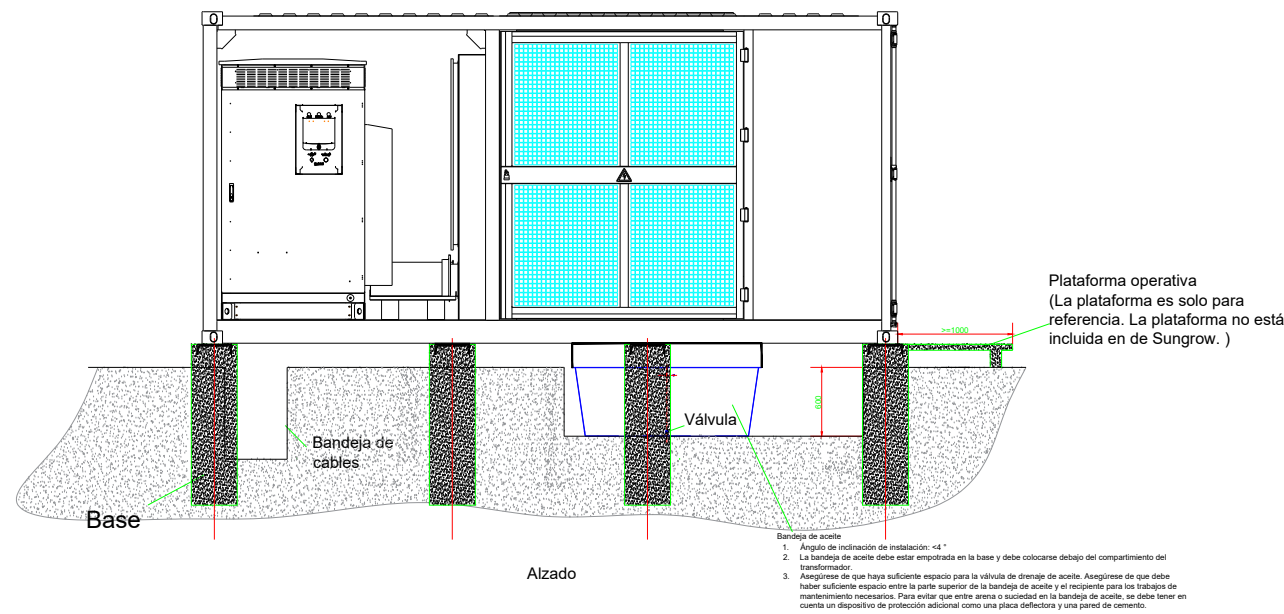 Plataforma operativa
(La plataforma es solo para
referencia. La plataforma no está
incluida en de Sungrow. )
>=1000
600
Válvula
Bandeja de
cables
Base
Bandeja de aceite
1. Ángulo de inclinación de instalación: <4 °
2. La bandeja de aceite debe estar empotrada en la base y debe colocarse debajo del compartimiento del
transformador.
3. Asegúrese de que haya suficiente espacio para la válvula de drenaje de aceite. Asegúrese de que debe
haber suficiente espacio entre la parte superior de la bandeja de aceite y el recipiente para los trabajos de
mantenimiento necesarios. Para evitar que entre arena o suciedad en la bandeja de aceite, se debe tener en
cuenta un dispositivo de protección adicional como una placa deflectora y una pared de cemento.
Alzado